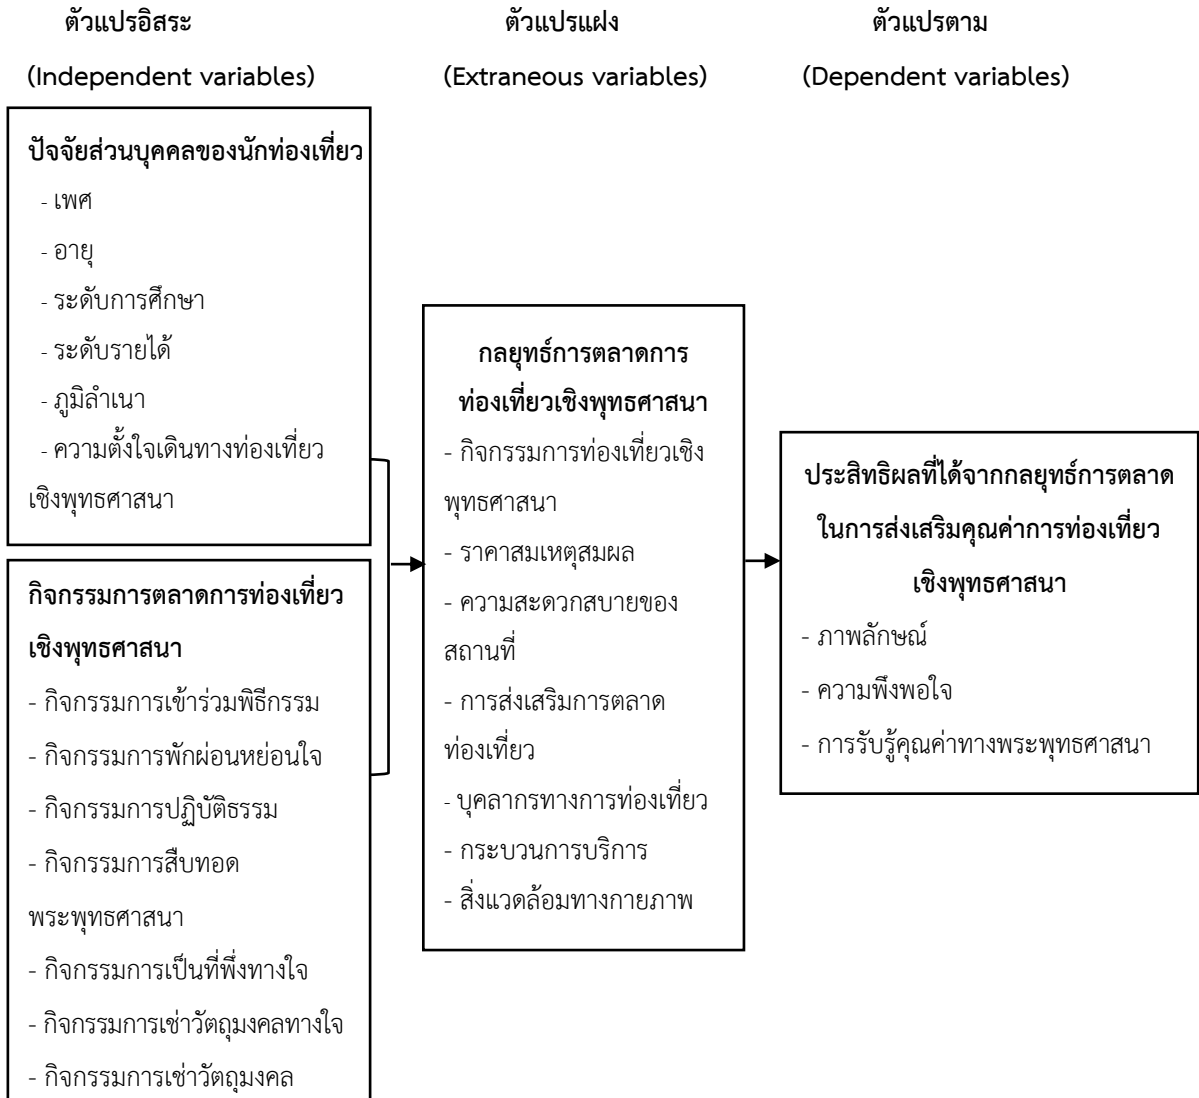 ตัวแปรอิสระ
(Independent variables)
ตัวแปรแฝง
(Extraneous variables)
ตัวแปรตาม
(Dependent variables)
ปัจจัยส่วนบุคคลของนักท่องเที่ยว
- เพศ
- อายุ
- ระดับการศึกษา
- ระดับรายได้
- ภูมิลำเนา
- ความตั้งใจเดินทางท่องเที่ยว
เชิงพุทธศาสนา
กิจกรรมการตลาดการท่องเที่ยว
เชิงพุทธศาสนา
- กิจกรรมการเข้าร่วมพิธีกรรม
- กิจกรรมการพักผ่อนหย่อนใจ
- กิจกรรมการปฏิบัติธรรม
- กิจกรรมการสืบทอด
พระพุทธศาสนา
- กิจกรรมการเป็นที่พึ่งทางใจ
- กิจกรรมการเช่าวัตถุมงคลทางใจ
- กิจกรรมการเช่าวัตถุมงคล
กลยุทธ์การตลาดการ
ท่องเที่ยวเชิงพุทธศาสนา
- กิจกรรมการท่องเที่ยวเชิง
พุทธศาสนา
- ราคาสมเหตุสมผล
- ความสะดวกสบายของ
สถานที่
- การส่งเสริมการตลาด
ท่องเที่ยว
- บุคลากรทางการท่องเที่ยว
- กระบวนการบริการ
- สิ่งแวดล้อมทางกายภาพ
ประสิทธิผลที่ได้จากกลยุทธ์การตลาด
ในการส่งเสริมคุณค่าการท่องเที่ยว
เชิงพุทธศาสนา
- ภาพลักษณ์
- ความพึงพอใจ
- การรับรู้คุณค่าทางพระพุทธศาสนา